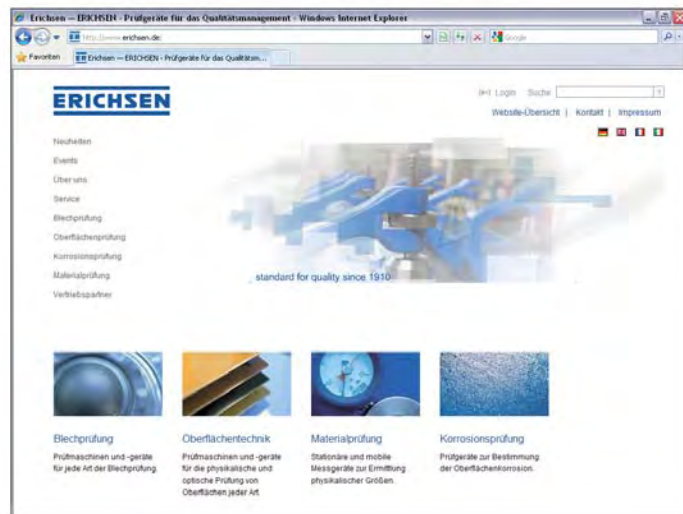 Erichsen — ERICHSEN - Prüfgeräte für das Qualitätsmanagement - Windows Internet Explorer
http://www.erichsen.de/
Google
Favoriten
Erichsen — ERICHSEN - Prüfgeräte für das Qualitätsm...
ERICHSEN
Login Suche
Website-Übersicht | Kontakt | Impressum
Neuheiten
Events
Über uns
Service
Blechprüfung
Oberflächenprüfung
Korrosionsprüfung
Materialprüfung
Vertriebspartner
standard for quality since 1910
Blechprüfung
Prüfmaschinen und -geräte
für jede Art der Blechprüfung.
Oberflächentechnik
Prüfmaschinen und -geräte
für die physikalische und
optische Prüfung von
Oberflächen jeder Art.
Materialprüfung
Stationäre und mobile
Messgeräte zur Ermittlung
physikalischer Größen.
Korrosionsprüfung
Prüfgeräte zur Bestimmung
der Oberflächenkorrosion.